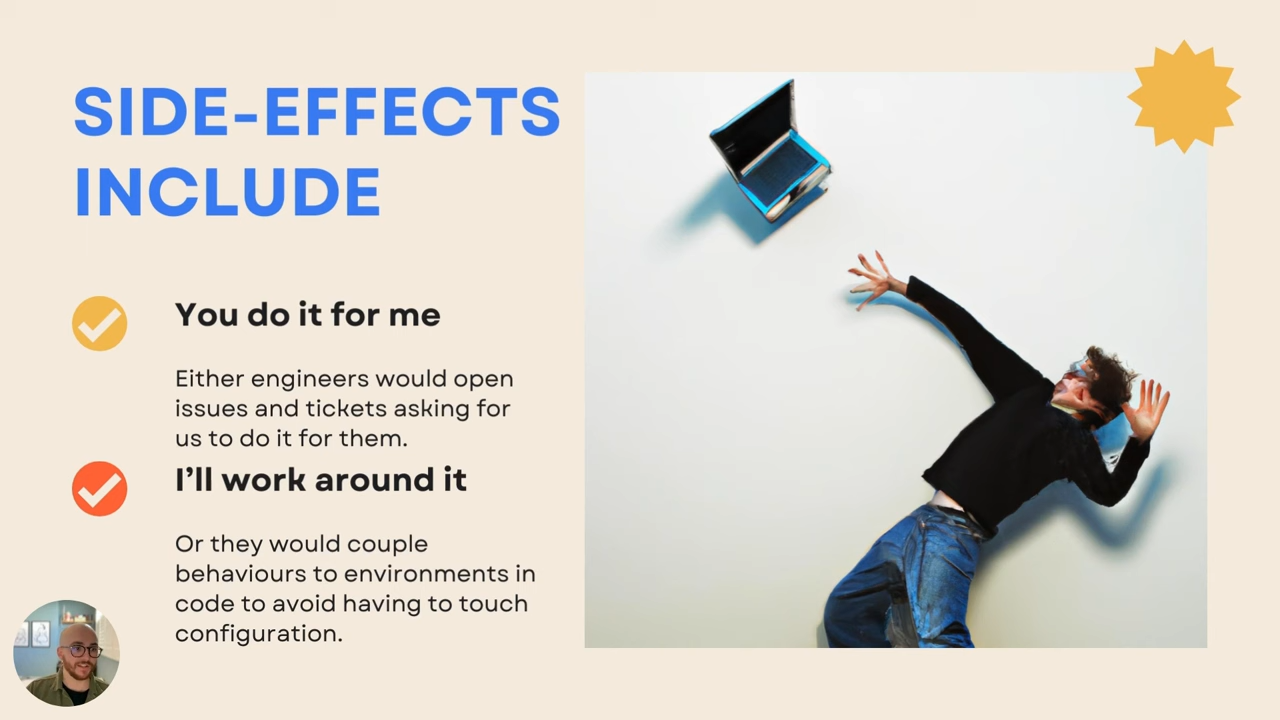 SIDE-EFFECTS
INCLUDE
You do it for me
Either engineers would open
issues and tickets asking for
us to do it for them.
I’ll work around it
Or they would couple
behaviours to environments in
code to avoid having to touch
configuration.